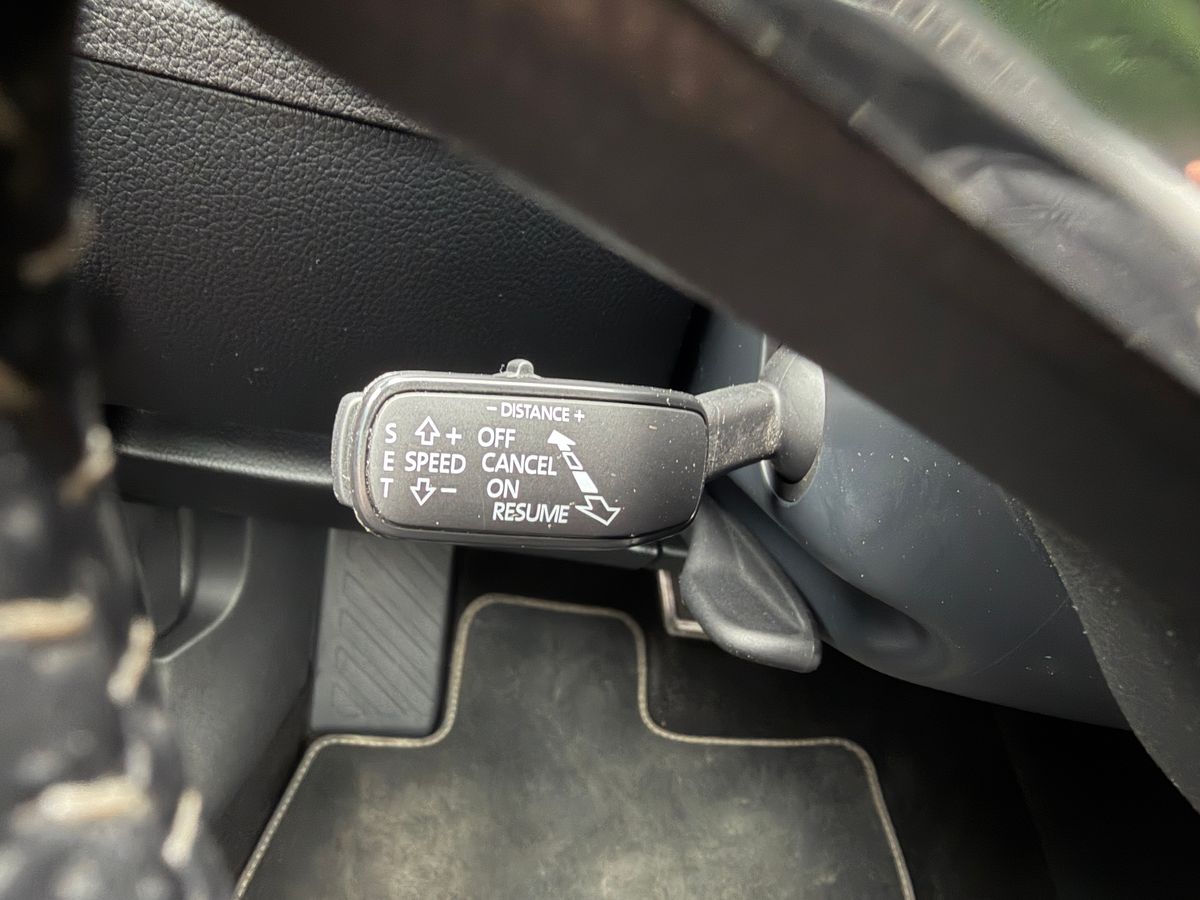 - DISTANCE +
S + OFF
E SPEED CANCEL
T - ON
RESUME